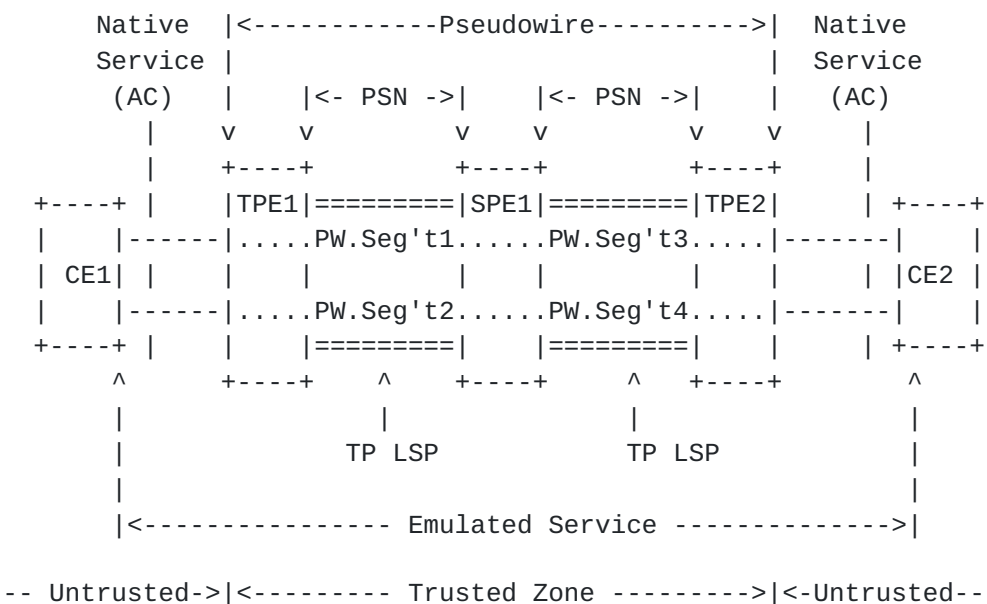 Native  |<------------Pseudowire---------->|  Native
Service |                                  |  Service
(AC)   |    |<- PSN ->|    |<- PSN ->|    |   (AC)
|    v    v         v    v         v    v     |
|    +----+         +----+         +----+     |
+----+ |    |TPE1|=========|SPE1|=========|TPE2|     | +----+
|    |------|.....PW.Seg't1......PW.Seg't3.....|-------|    |
| CE1| |    |    |         |    |         |    |     | |CE2 |
|    |------|.....PW.Seg't2......PW.Seg't4.....|-------|    |
+----+ |    |    |=========|    |=========|    |     | +----+
^      +----+    ^    +----+     ^   +----+        ^
|                |               |                 |
|              TP LSP            TP LSP            |
|                                                  |
|<---------------- Emulated Service -------------->|
-- Untrusted->|<--------- Trusted Zone --------->|<-Untrusted--